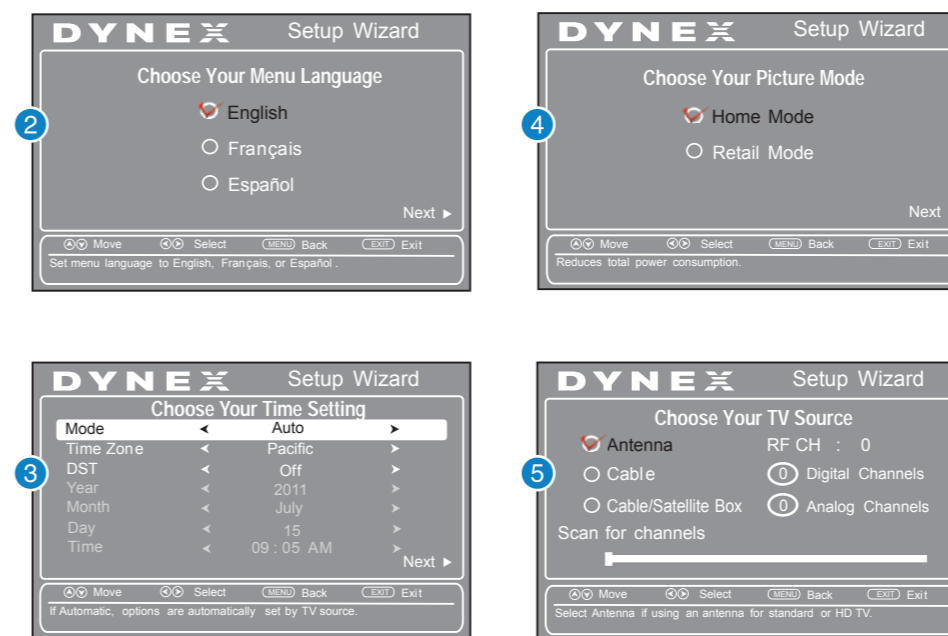 2
DYNEX Setup Wizard
Choose Your Menu Language
English
Français
Español
Next ►
Move Select MENU Back EXIT Exit
Set menu language to English, Français, or Español .
3
DYNEX Setup Wizard
Choose Your Time Setting
Mode Auto
Time Zone Pacific
DST Off
Year 2011
Month July
Day 15
Time 09 : 05 AM
Next ►
Move Select MENU Back EXIT Exit
If Automatic, options are automatically set by TV source.
4
DYNEX Setup Wizard
Choose Your Picture Mode
Home Mode
Retail Mode
Next
Move Select MENU Back EXIT Exit
Reduces total power consumption.
5
DYNEX Setup Wizard
Choose Your TV Source
Antenna RF CH : 0
Cable 0 Digital Channels
Cable/Satellite Box 0 Analog Channels
Scan for channels
Move Select MENU Back EXIT Exit
Select Antenna if using an antenna for standard or HD TV.